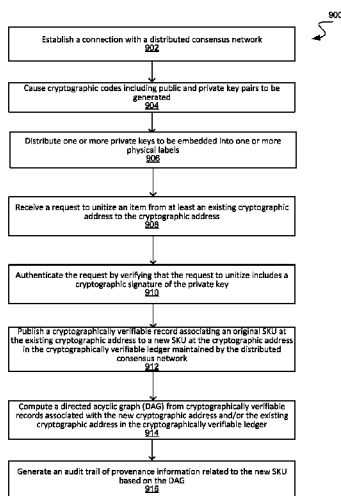 900
Establish a connection with a distributed consensus network
902
Cause cryptographic codes including public and private key pairs to be
generated
904
Distribute one or more private keys to be embedded into one or more
physical labels
906
Receive a request to unitize an item from at least an existing cryptographic
address to the cryptographic address
908
Authenticate the request by verifying that the request to unitize includes a
cryptographic signature of the private key
910
Publish a cryptographically verifiable record associating an original SKU at
the existing cryptographic address to a new SKU at the cryptographic address
in the cryptographically verifiable ledger maintained by the distributed
consensus network
912
Compute a directed acyclic graph (DAG) from cryptographically verifiable
records associated with the new cryptographic address and/or the existing
cryptographic address in the cryptographically verifiable ledger
914
Generate an audit trail of provenance information related to the new SKU
based on the DAG
916